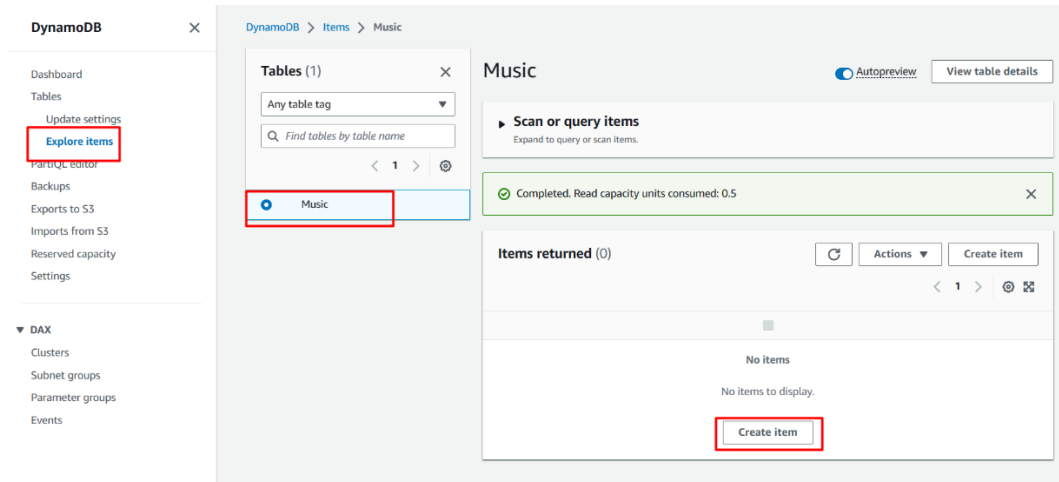 DynamoDB
Dashboard
Tables
Update settings
Explore items
PartiQL editor
Backups
Exports to S3
Imports from S3
Reserved capacity
Settings
DAX
Clusters
Subnet groups
Parameter groups
Events
DynamoDB > Items > Music
Tables (1)
Any table tag
Find tables by table name
1
Music
Music
Autopreview
View table details
Scan or query items
Expand to query or scan items.
Completed. Read capacity units consumed: 0.5
Items returned (0)
Actions
Create item
1
No items
No items to display.
Create item